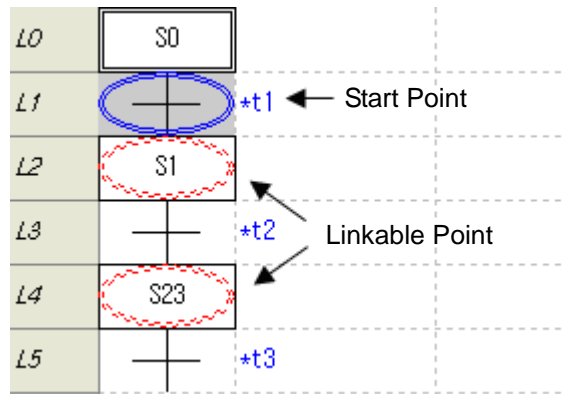 L0 S0
L1 *t1 Start Point
L2 S1
L3 *t2 Linkable Point
L4 S23
L5 *t3